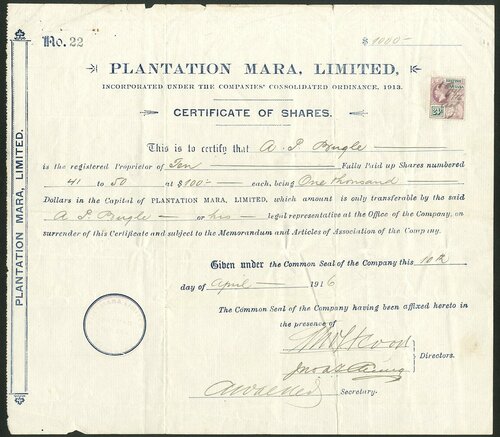 No. 22
$ 1000-
PLANTATION MARA, LIMITED,
INCORPORATED UNDER THE COMPANIES' CONSOLIDATED ORDINANCE, 1913.
CERTIFICATE OF SHARES.
This is to certify that A. P. Bugle
is the registered Proprietor of Ten Fully Paid up Shares numbered
41 to 50 at $100- each, being One thousand
Dollars in the Capital of PLANTATION MARA, LIMITED, which amount is only transferable by the said
A P Bugle or his legal representative at the Office of the Company, on
surrender of this Certificate and subject to the Memorandum and Articles of Association of the Company.
Given under the Common Seal of the Company this 10th
day of April 1916
The Common Seal of the Company having been affixed hereto in
the presence of
Directors.
Secretary.
PLANTATION MARA, LIMITED.